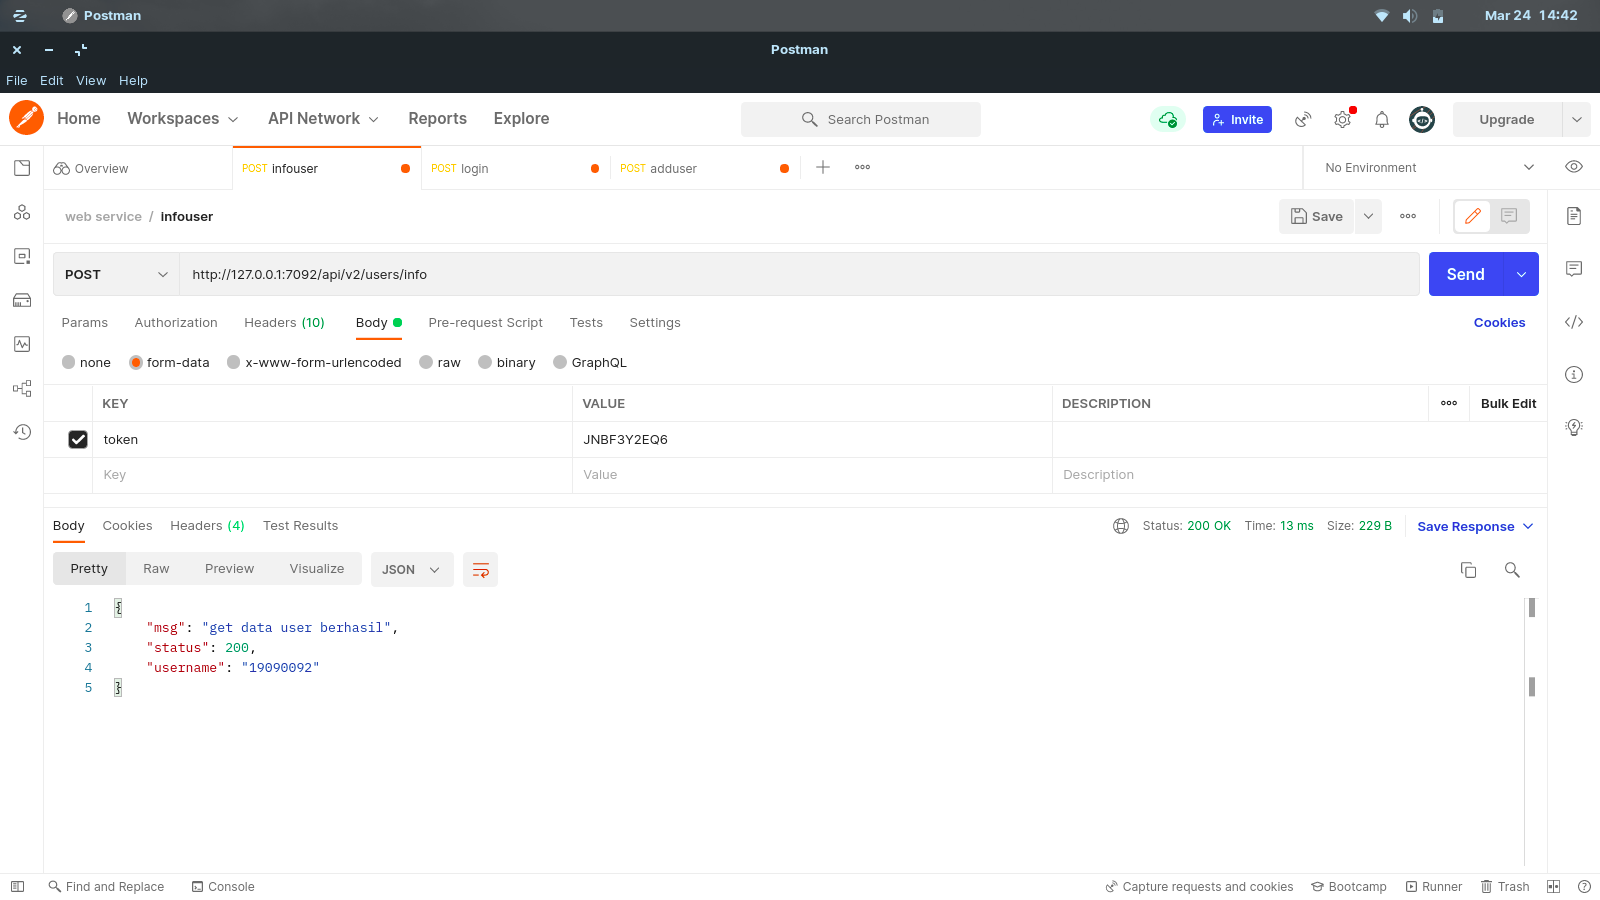 Postman
Mar 24 14:42
Postman
File Edit View Help
Home Workspaces API Network Reports Explore Search Postman Invite Upgrade
Overview POST infouser POST login POST adduser No Environment
web service / infouser Save
POST http://127.0.0.1:7092/api/v2/users/info Send
Params Authorization Headers (10) Body Pre-request Script Tests Settings Cookies
none form-data x-www-form-urlencoded raw binary GraphQL
KEY VALUE DESCRIPTION Bulk Edit
token JNBF3Y2EQ6
Key Value Description
Body Cookies Headers (4) Test Results Status: 200 OK Time: 13 ms Size: 229 B Save Response
Pretty Raw Preview Visualize JSON
1 {
2 "msg": "get data user berhasil",
3 "status": 200,
4 "username": "19090092"
5 }
Find and Replace Console Capture requests and cookies Bootcamp Runner Trash